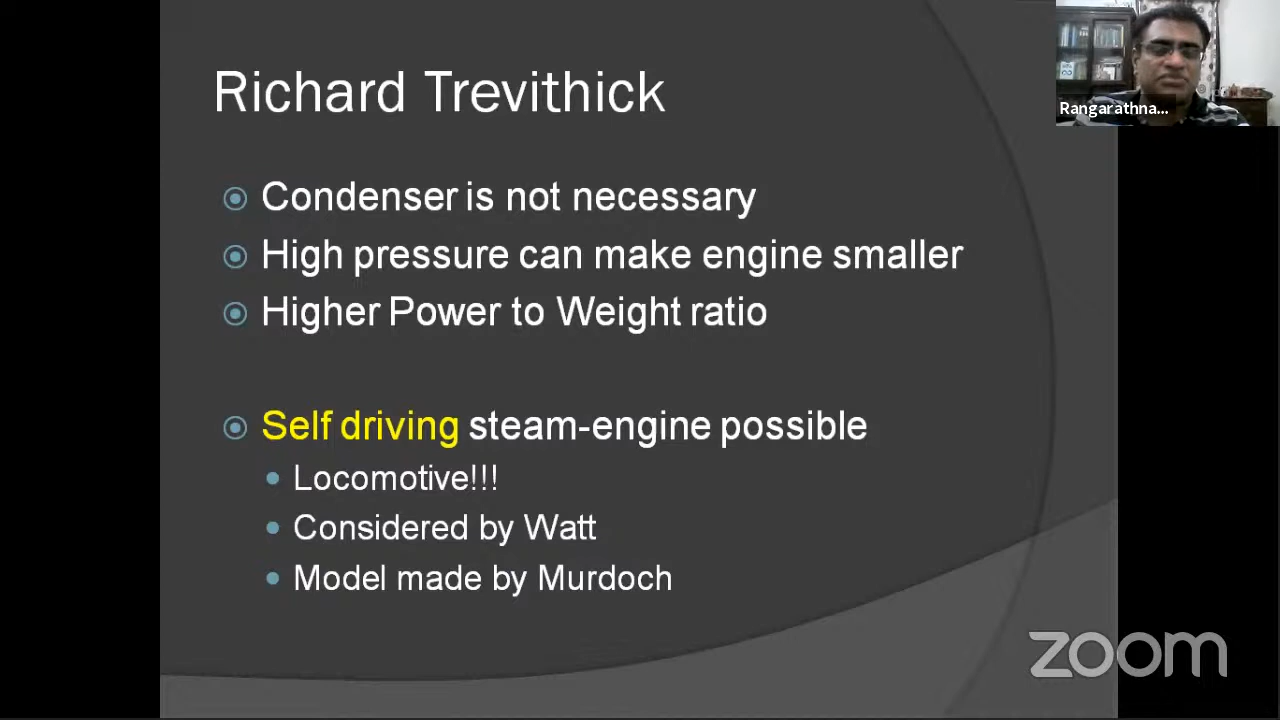 Richard Trevithick
Rangarathna...
Condenser is not necessary
High pressure can make engine smaller
Higher Power to Weight ratio
Self driving steam-engine possible
Locomotive!!!
Considered by Watt
Model made by Murdoch
zoom